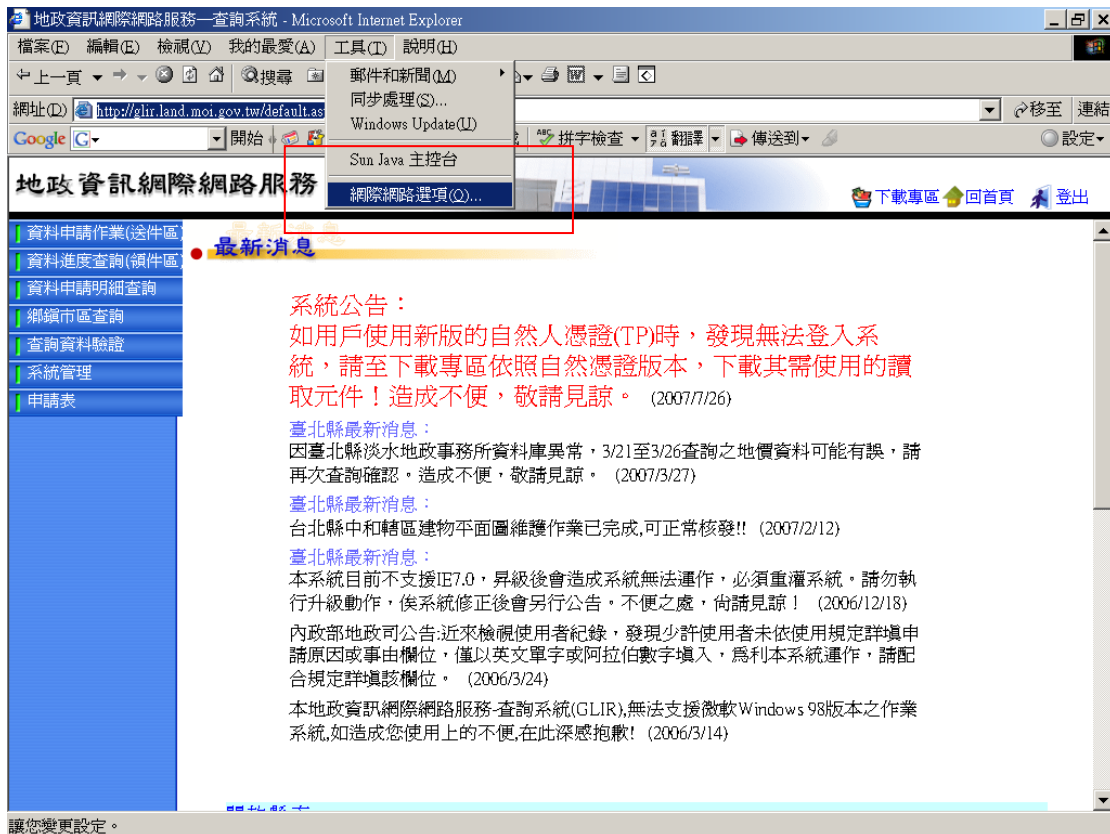 地政資訊網際網路服務—查詢系統 - Microsoft Internet Explorer
檔案(F) 編輯(E) 檢視(V) 我的最愛(A) 工具(T) 說明(H)
上一頁 搜尋
郵件和新聞(M)
同步處理(S)...
Windows Update(U)
Sun Java 主控台
網際網路選項(O)...
網址(D) http://glir.land.moi.gov.tw/default.as 移至 連結
Google 開始 拼字檢查 翻譯 傳送到 設定
地政資訊網際網路服務 下載專區 回首頁 登出
資料申請作業(送件區)
資料進度查詢(領件區)
資料申請明細查詢
鄉鎮市區查詢
查詢資料驗證
系統管理
申請表
最新消息
系統公告：
如用戶使用新版的自然人憑證(TP)時，發現無法登入系
統，請至下載專區依照自然憑證版本，下載其需使用的讀
取元件！造成不便，敬請見諒。 (2007/7/26)
臺北縣最新消息：
因臺北縣淡水地政事務所資料庫異常，3/21至3/26查詢之地價資料可能有誤，請
再次查詢確認。造成不便，敬請見諒。 (2007/3/27)
臺北縣最新消息：
台北縣中和轄區建物平面圖維護作業已完成,可正常核發!! (2007/2/12)
臺北縣最新消息：
本系統目前不支援IE7.0，昇級後會造成系統無法運作，必須重灌系統。請勿執
行升級動作，俟系統修正後會另行公告。不便之處，尚請見諒！ (2006/12/18)
內政部地政司公告:近來檢視使用者紀錄，發現少許使用者未依使用規定詳填申
請原因或事由欄位，僅以英文單字或阿拉伯數字填入，為利本系統運作，請配
合規定詳填該欄位。 (2006/3/24)
本地政資訊網際網路服務-查詢系統(GLIR),無法支援微軟Windows 98版本之作業
系統,如造成您使用上的不便,在此深感抱歉! (2006/3/14)
讓您變更設定。